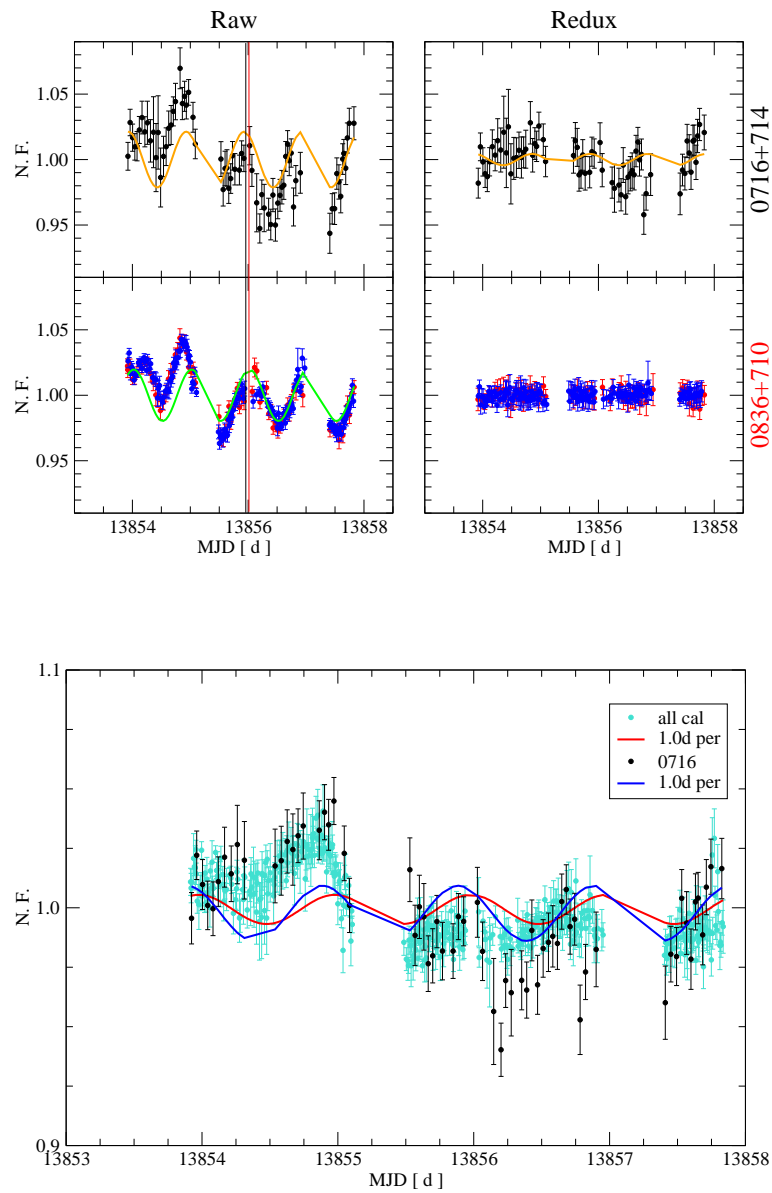 Raw
Redux
1.05
1.00
0.95
N. F.
0716+714
1.05
1.00
0.95
N. F.
0836+710
13854
13856
13858
13854
13856
13858
MJD [ d ]
MJD [ d ]
1.1
1.0
0.9
N. F.
all cal
1.0d per
0716
1.0d per
13853
13854
13855
13856
13857
13858
MJD [ d ]